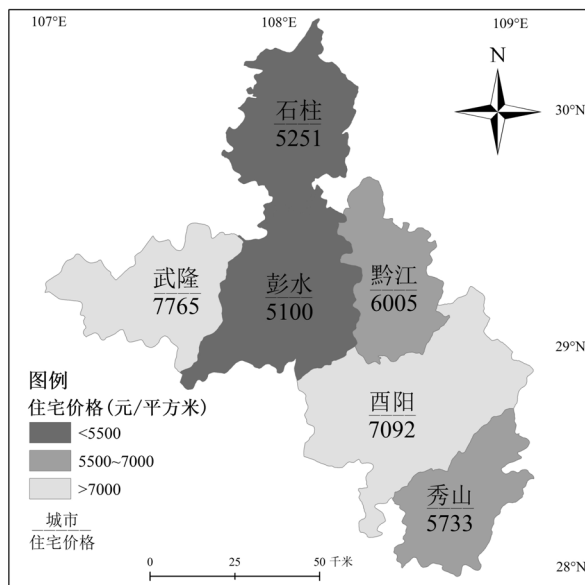 107°E
108°E
109°E
N
30°N
石柱
5251
武隆
7765
彭水
5100
黔江
6005
29°N
图例
住宅价格(元/平方米)
<5500
5500~7000
>7000
城市
住宅价格
酉阳
7092
秀山
5733
0 25 50 千米
28°N